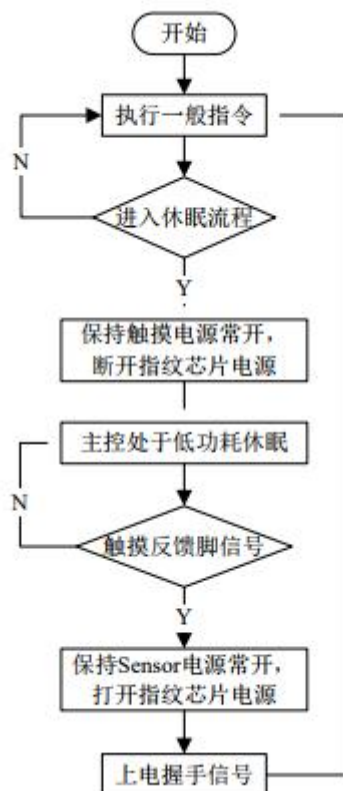 开始
执行一般指令
N
进入休眠流程
Y
保持触摸电源常开，
断开指纹芯片电源
主控处于低功耗休眠
N
触摸反馈脚信号
Y
保持Sensor电源常开，
打开指纹芯片电源
上电握手信号